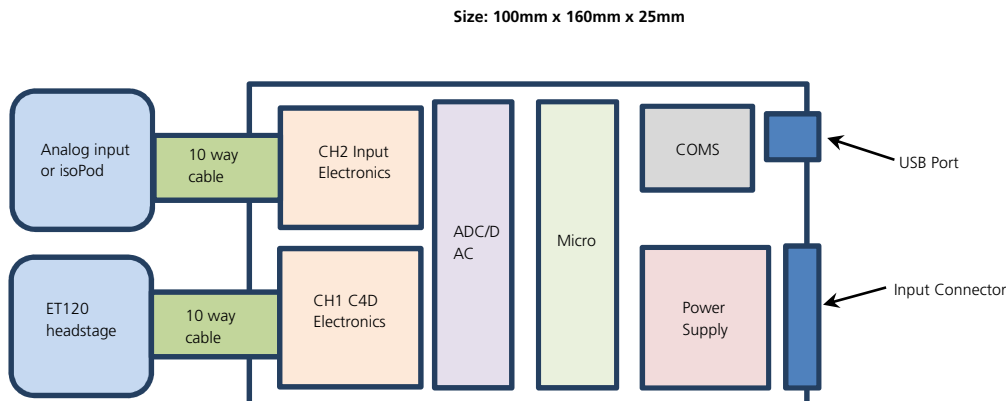 Size: 100mm x 160mm x 25mm
Analog input
or isoPod
10 way
cable
CH2 Input
Electronics
ADC/D
AC
Micro
COMS
USB Port
ET120
headstage
10 way
cable
CH1 C4D
Electronics
Power
Supply
Input Connector